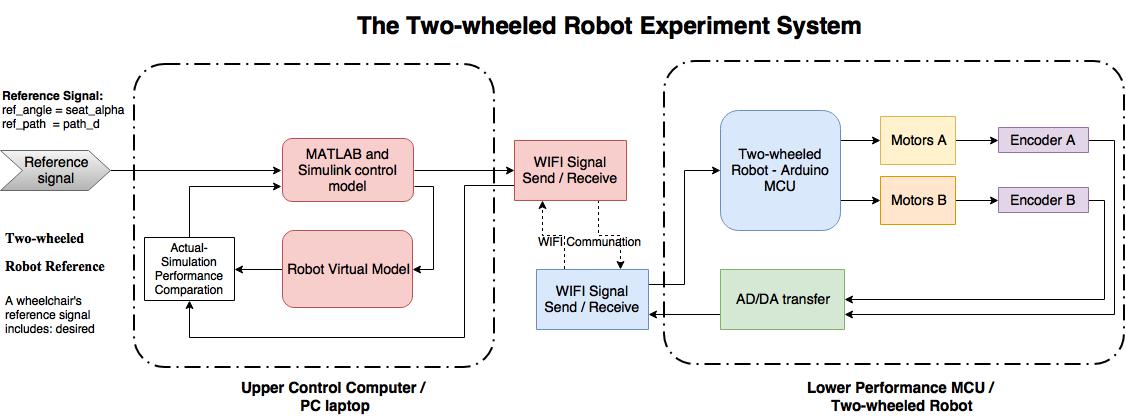 The Two-wheeled Robot Experiment System
Reference Signal:
ref_angle = seat_alpha
ref_path = path_d
Reference
signal
Two-wheeled
Robot Reference
A wheelchair's
reference signal
includes: desired
MATLAB and
Simulink control
model
Robot Virtual Model
Actual-
Simulation
Performance
Comparation
Upper Control Computer /
PC laptop
WIFI Signal
Send / Receive
WIFI Communation
WIFI Signal
Send / Receive
Two-wheeled
Robot - Arduino
MCU
Motors A
Encoder A
Motors B
Encoder B
AD/DA transfer
Lower Performance MCU /
Two-wheeled Robot